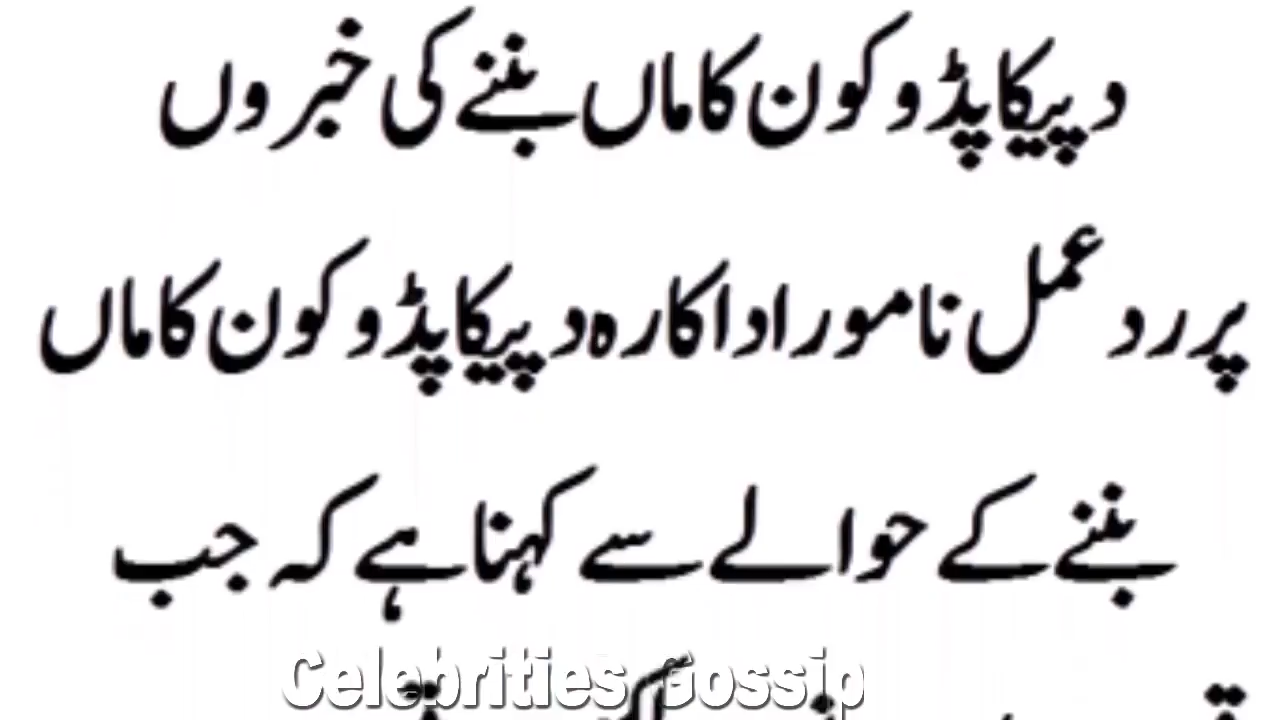 دپیکا پڈوکون کا ماں بننے کی خبروں
پر ردعمل نامور اداکارہ دپیکا پڈوکون کا ماں
بننے کے حوالے سے کہنا ہے کہ جب
Celebrities Gossip